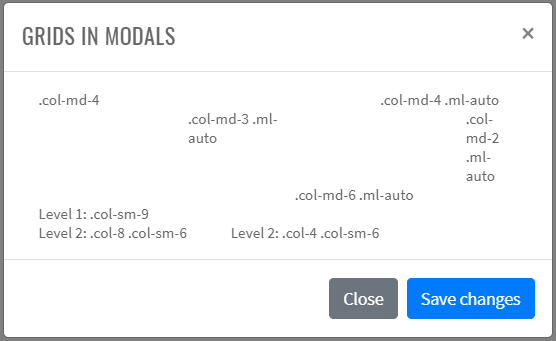 GRIDS IN MODALS ×
.col-md-4 .col-md-4 .ml-auto
.col-md-3 .ml- .col-
auto md-2
.ml-
auto
.col-md-6 .ml-auto
Level 1: .col-sm-9
Level 2: .col-8 .col-sm-6 Level 2: .col-4 .col-sm-6
Close Save changes